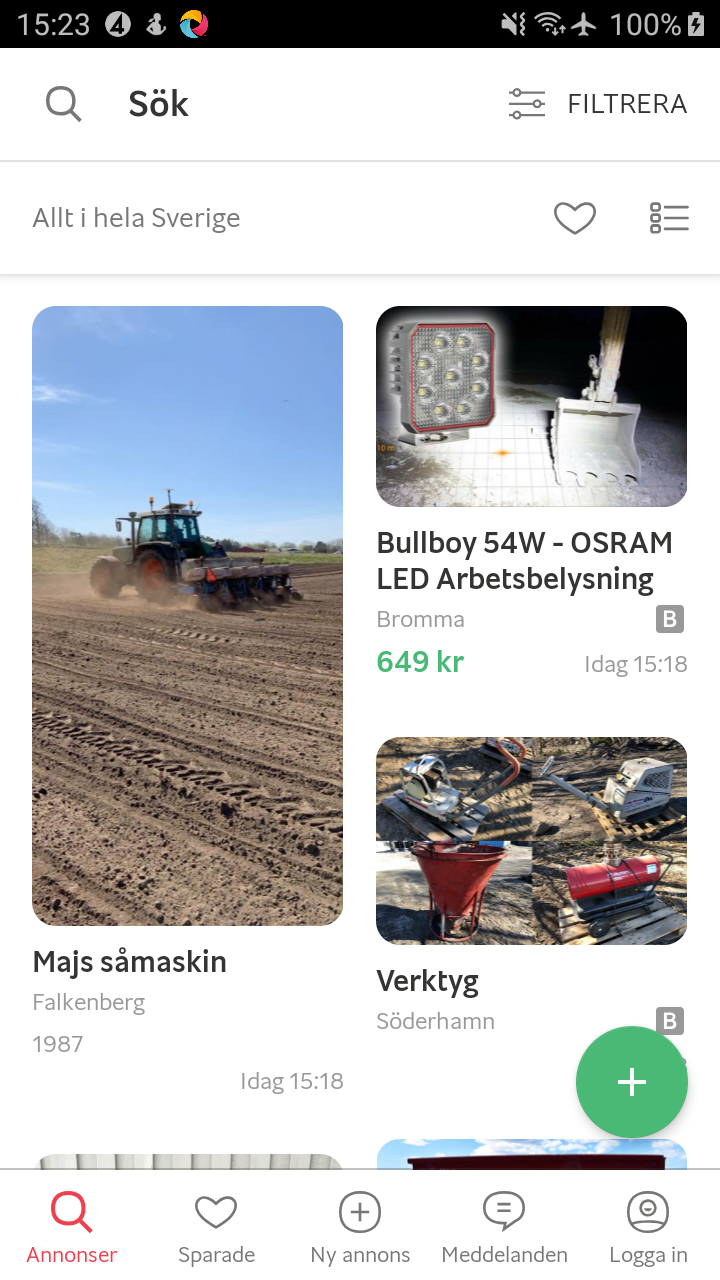 15:23
100%
Sök
FILTRERA
Allt i hela Sverige
10 m
Bullboy 54W - OSRAM
LED Arbetsbelysning
Bromma
B
649 kr
Idag 15:18
Majs såmaskin
Falkenberg
1987
Idag 15:18
Verktyg
Söderhamn
B
Annonser
Sparade
Ny annons
Meddelanden
Logga in